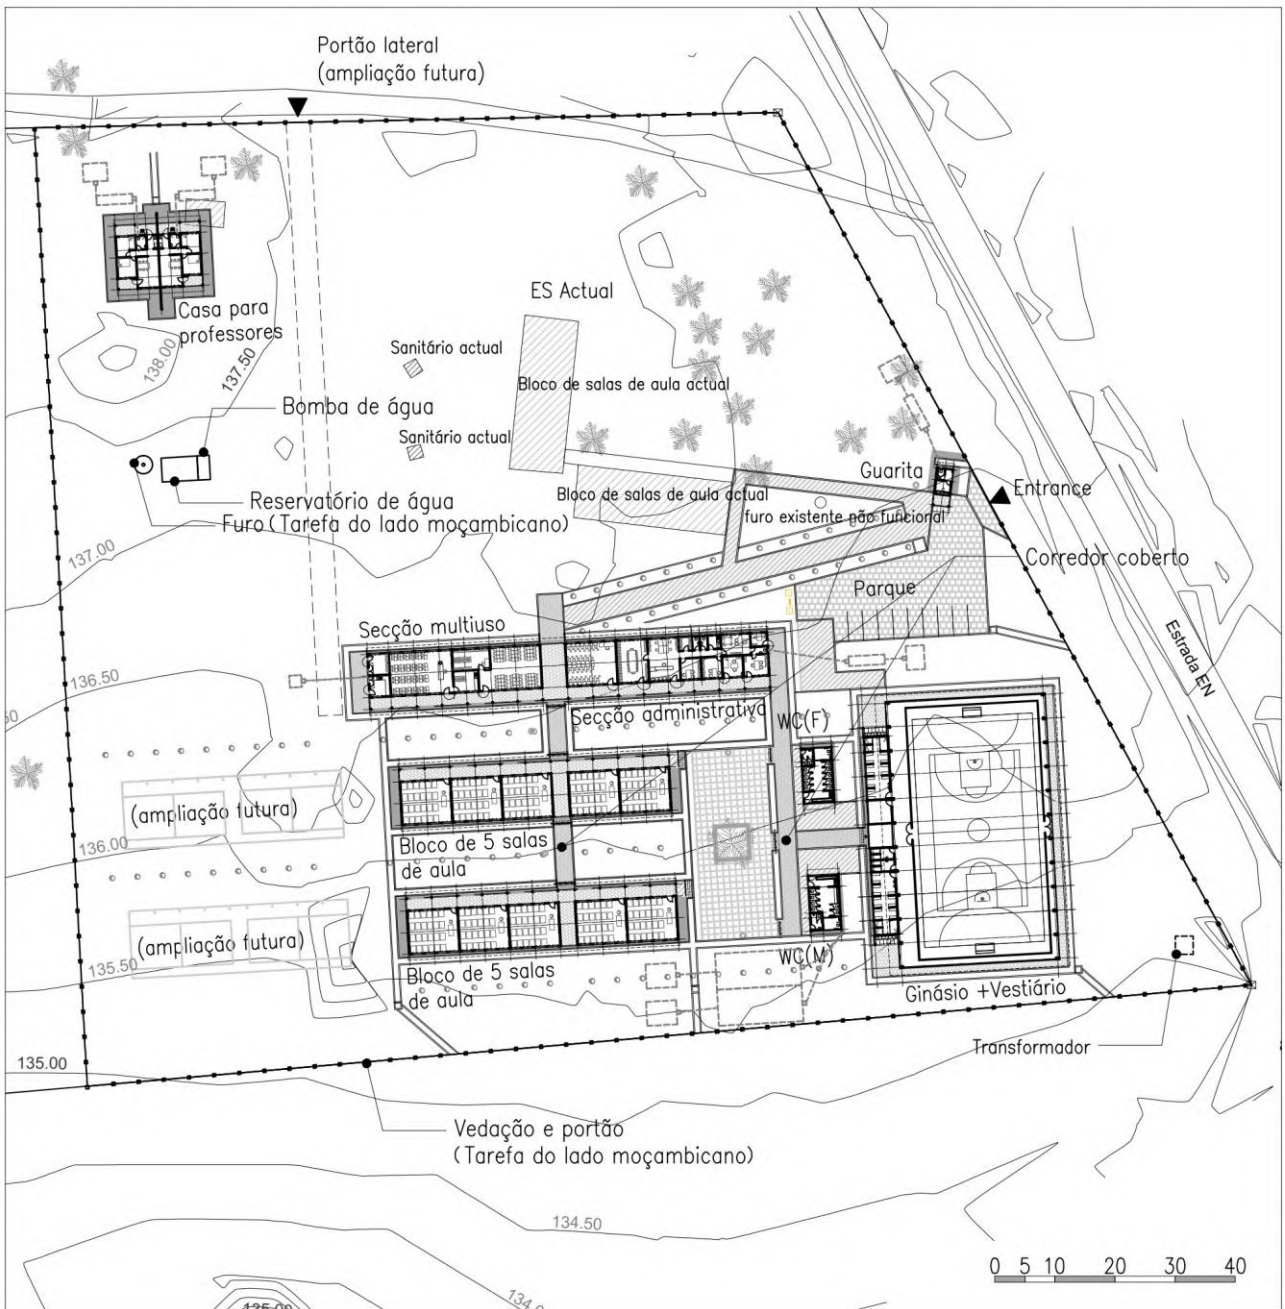 Portão lateral
(ampliação futura)
ES Actual
Casa para
professores
138.00
137.50
Sanitário actual
Bloco de salas de aula actual
Bomba de água
Sanitário actual
Guarita
Entrance
Bloco de salas de aula actual
Reservatório de água
furo existente não funcional
Furo (Tarefa do lado moçambicano)
137.00
Corredor coberto
Parque
Estrada EN
Secção multiuso
136.50
Secção administrativa
WC(F)
(ampliação futura)
136.00
Bloco de 5 salas
de aula
(ampliação futura)
135.50
Bloco de 5 salas
de aula
WC(M)
Ginásio +Vestiário
135.00
Transformador
Vedação e portão
(Tarefa do lado moçambicano)
134.50
0 5 10 20 30 40